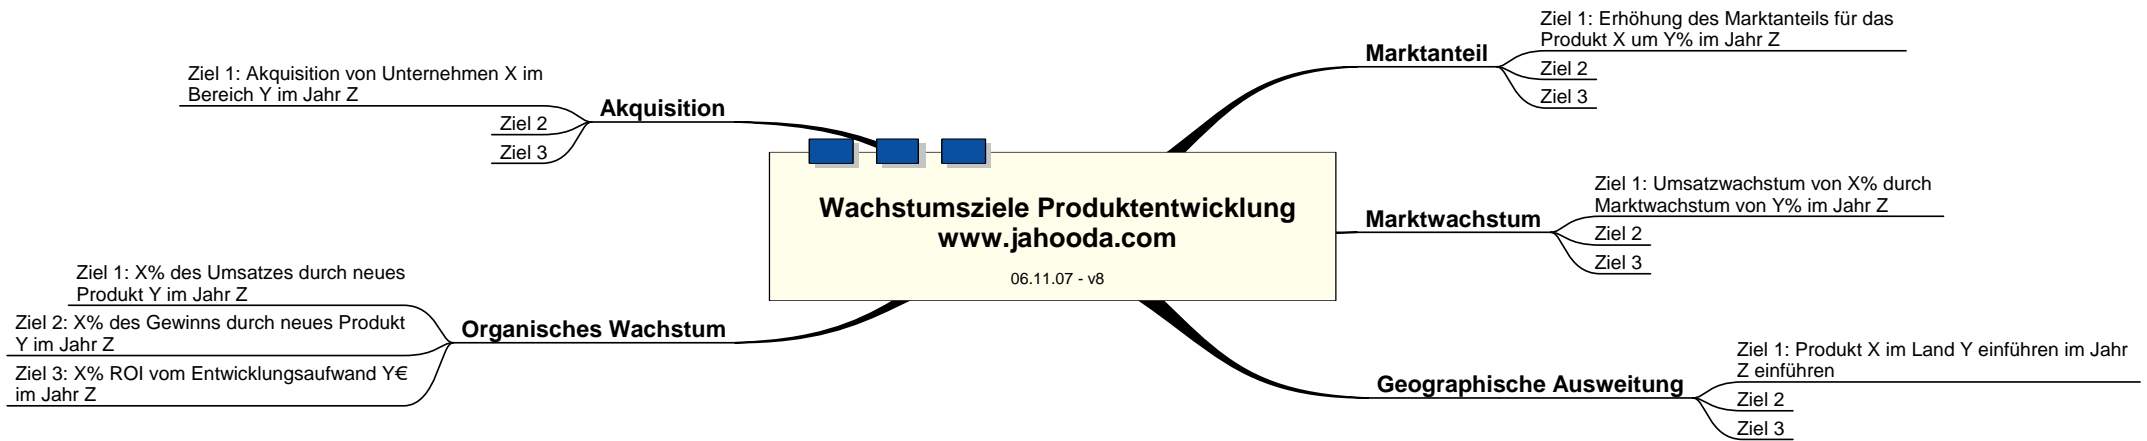 Wachstumsziele Produktentwicklung
www.jahooda.com
06.11.07 - v8
Marktanteil
Ziel 1: Erhöhung des Marktanteils für das
Produkt X um Y% im Jahr Z
Ziel 2
Ziel 3
Marktwachstum
Ziel 1: Umsatzwachstum von X% durch
Marktwachstum von Y% im Jahr Z
Ziel 2
Ziel 3
Geographische Ausweitung
Ziel 1: Produkt X im Land Y einführen im Jahr
Z einführen
Ziel 2
Ziel 3
Organisches Wachstum
Ziel 1: X% des Umsatzes durch neues
Produkt Y im Jahr Z
Ziel 2: X% des Gewinns durch neues Produkt
Y im Jahr Z
Ziel 3: X% ROI vom Entwicklungsaufwand Y€
im Jahr Z
Akquisition
Ziel 1: Akquisition von Unternehmen X im
Bereich Y im Jahr Z
Ziel 2
Ziel 3